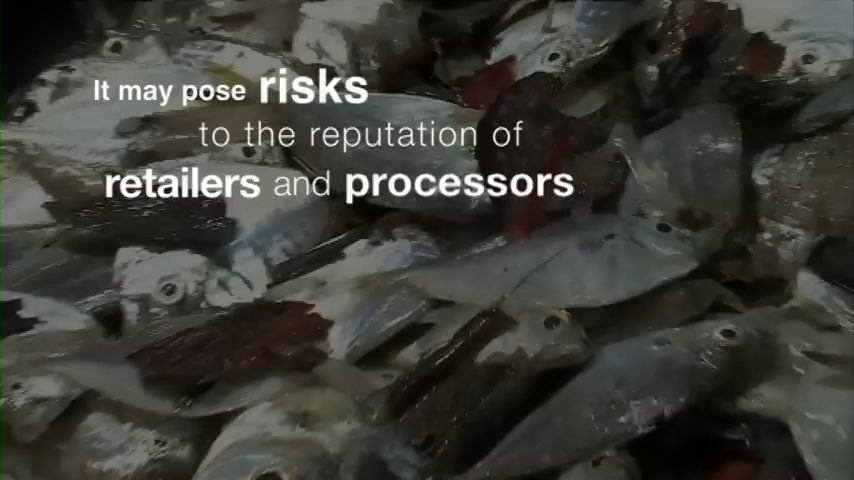 It may pose risks
to the reputation of
retailers and processors